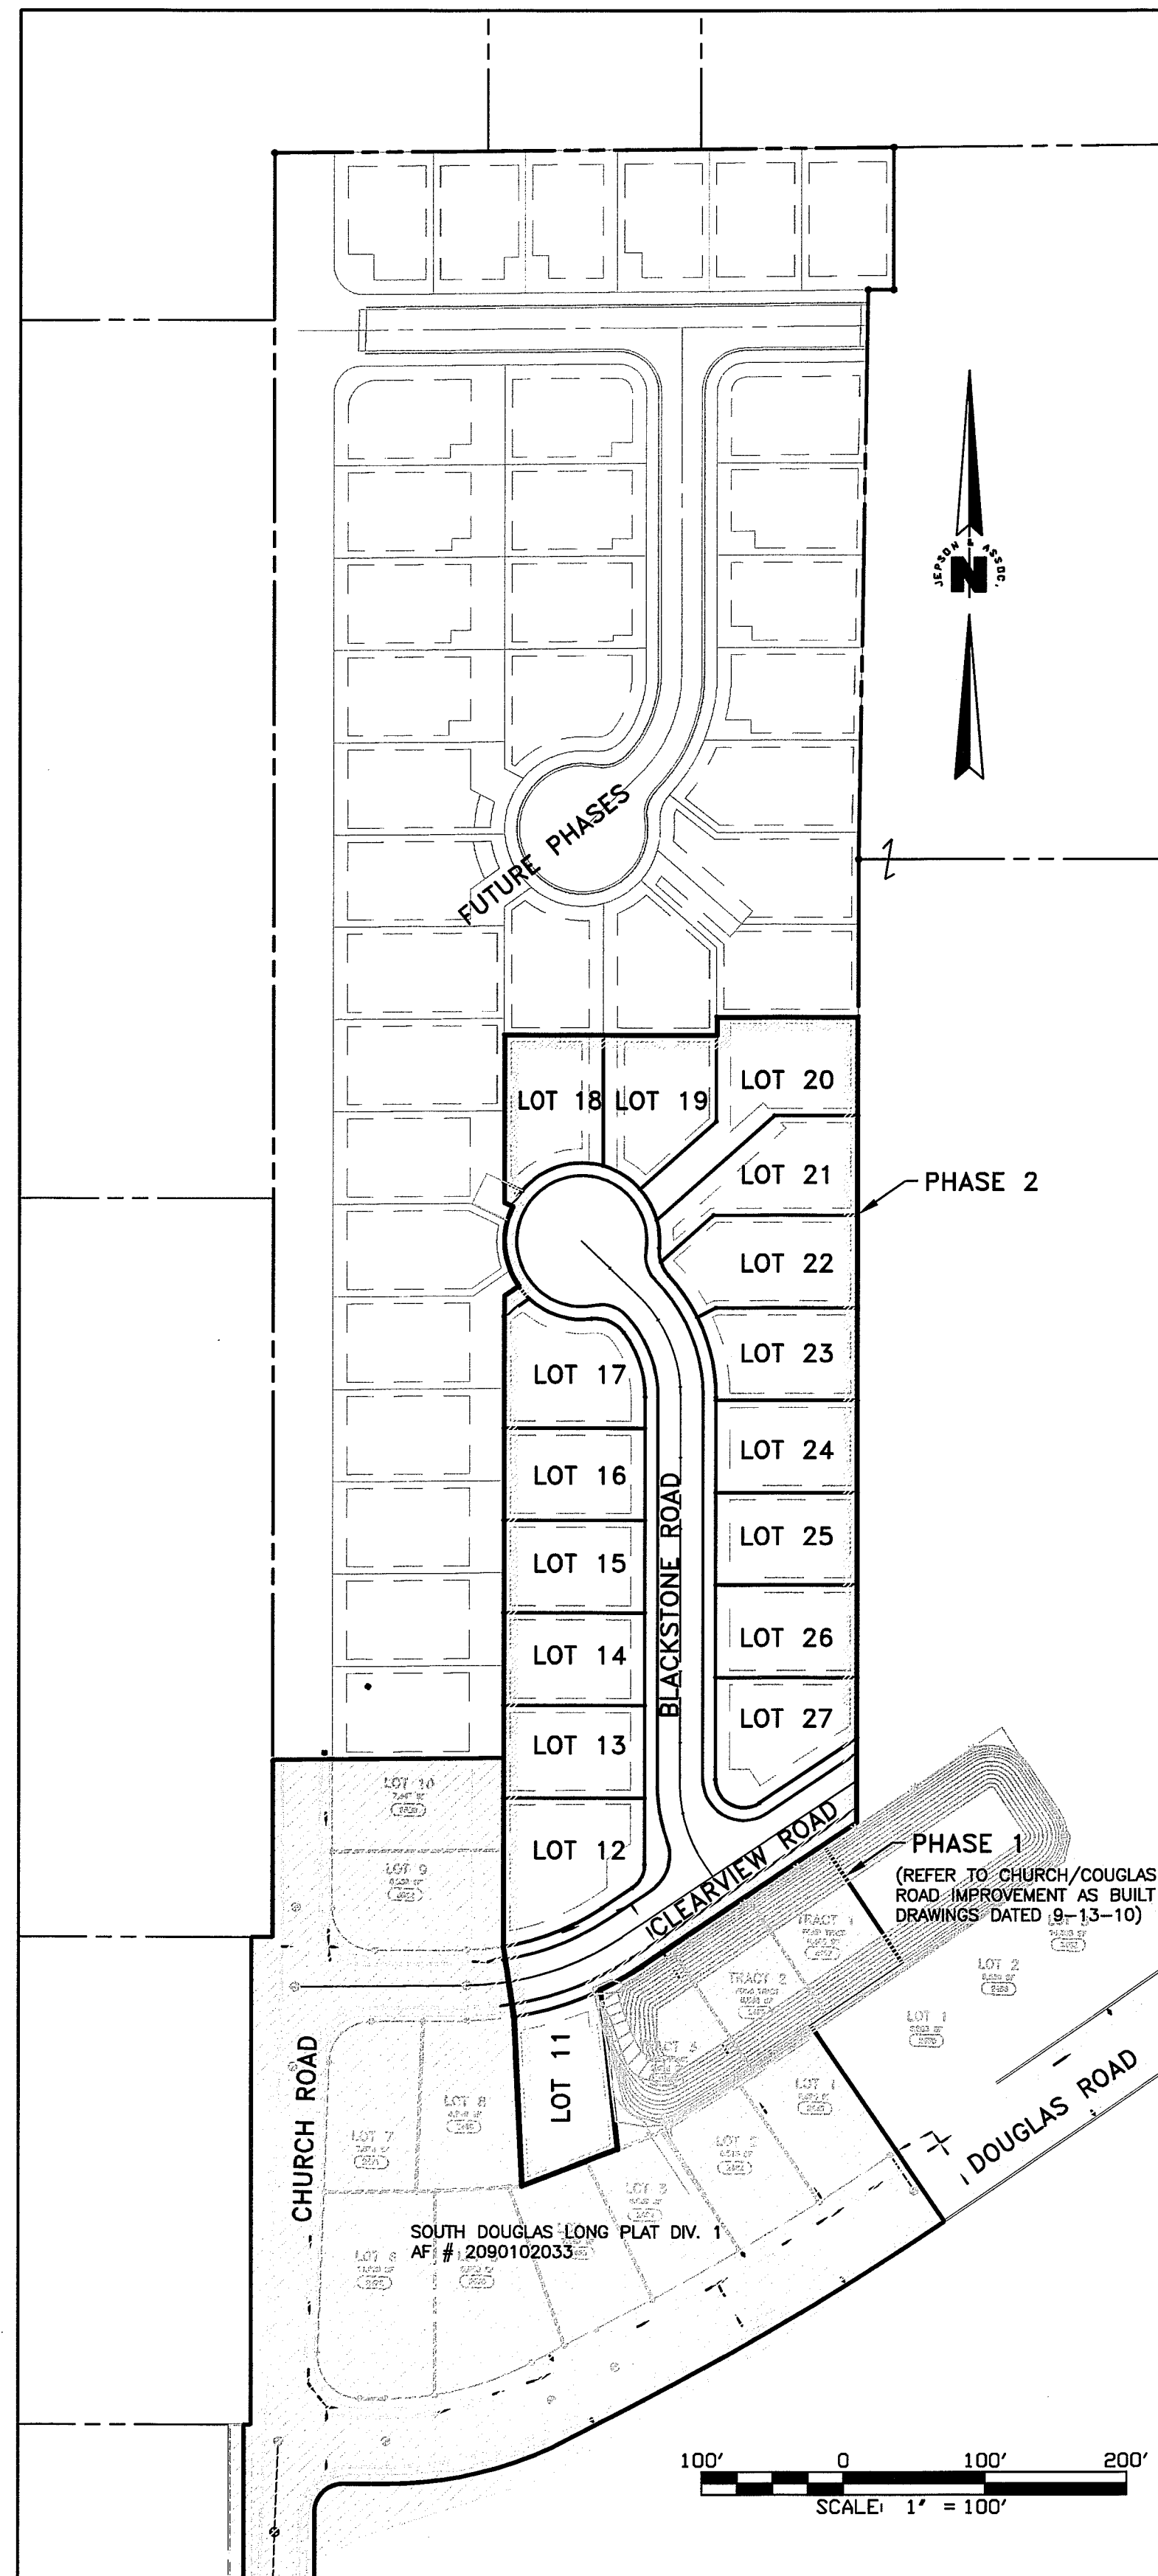 JEPSON & ASSOC.
N
FUTURE PHASES
LOT 18
LOT 19
LOT 20
LOT 21
PHASE 2
LOT 22
LOT 23
LOT 17
LOT 24
LOT 16
LOT 25
LOT 15
BLACKSTONE ROAD
LOT 26
LOT 14
LOT 27
LOT 13
LOT 10
LOT 12
LOT 9
CLEARVIEW ROAD
PHASE 1
(REFER TO CHURCH/COUGLAS
ROAD IMPROVEMENT AS BUILT
DRAWINGS DATED 9-13-10)
TRACT 2
LOT 2
LOT 1
LOT 11
CHURCH ROAD
LOT 8
LOT 7
LOT 1
LOT 2
DOUGLAS ROAD
LOT 3
SOUTH DOUGLAS LONG PLAT DIV. 1
AF # 2090102033
LOT 6
100' 0 100' 200'
SCALE: 1" = 100'